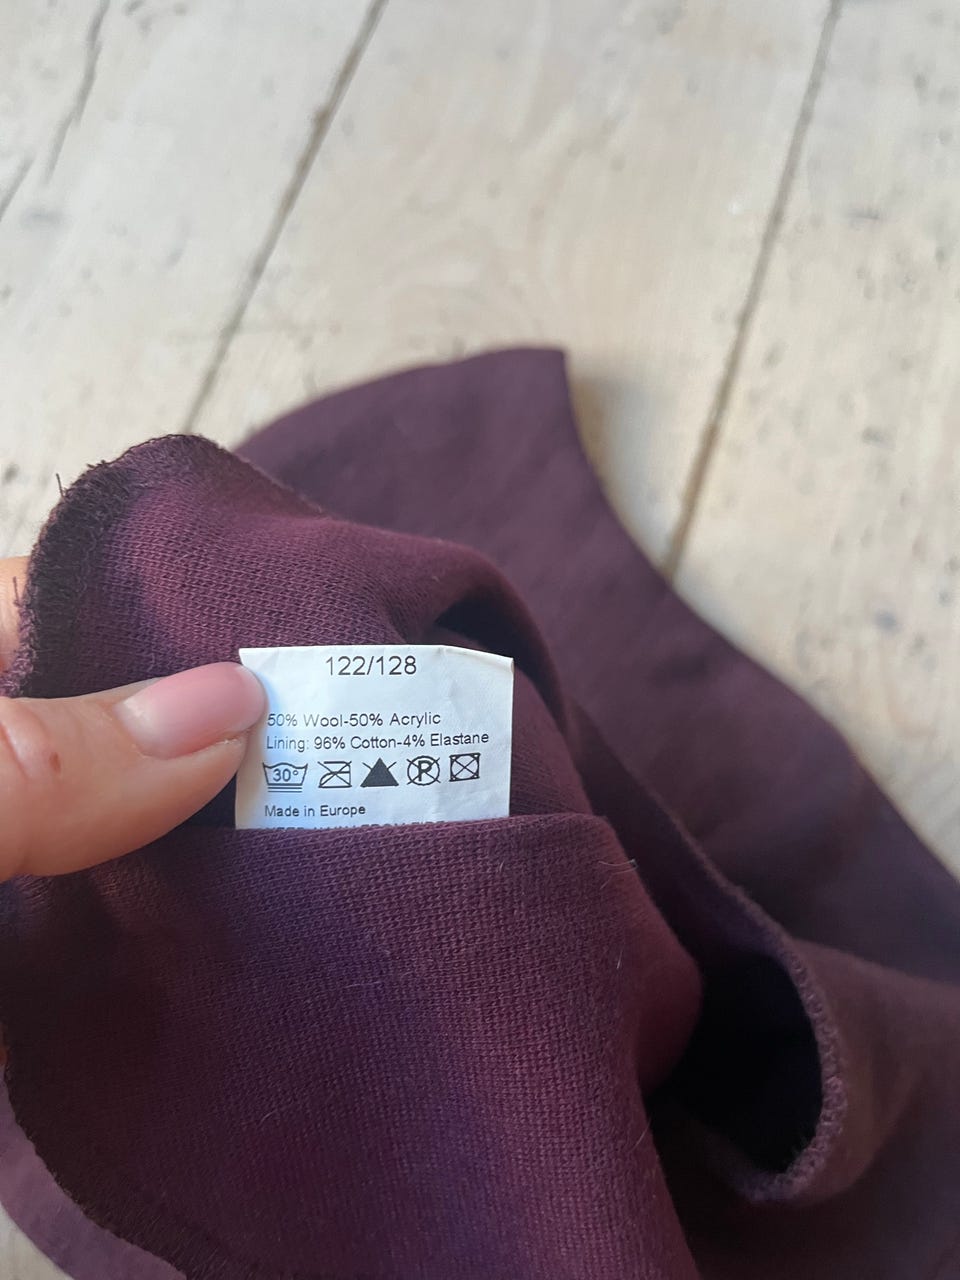 122/128
50% Wool-50% Acrylic
Lining: 96% Cotton-4% Elastane
30° P
Made in Europe